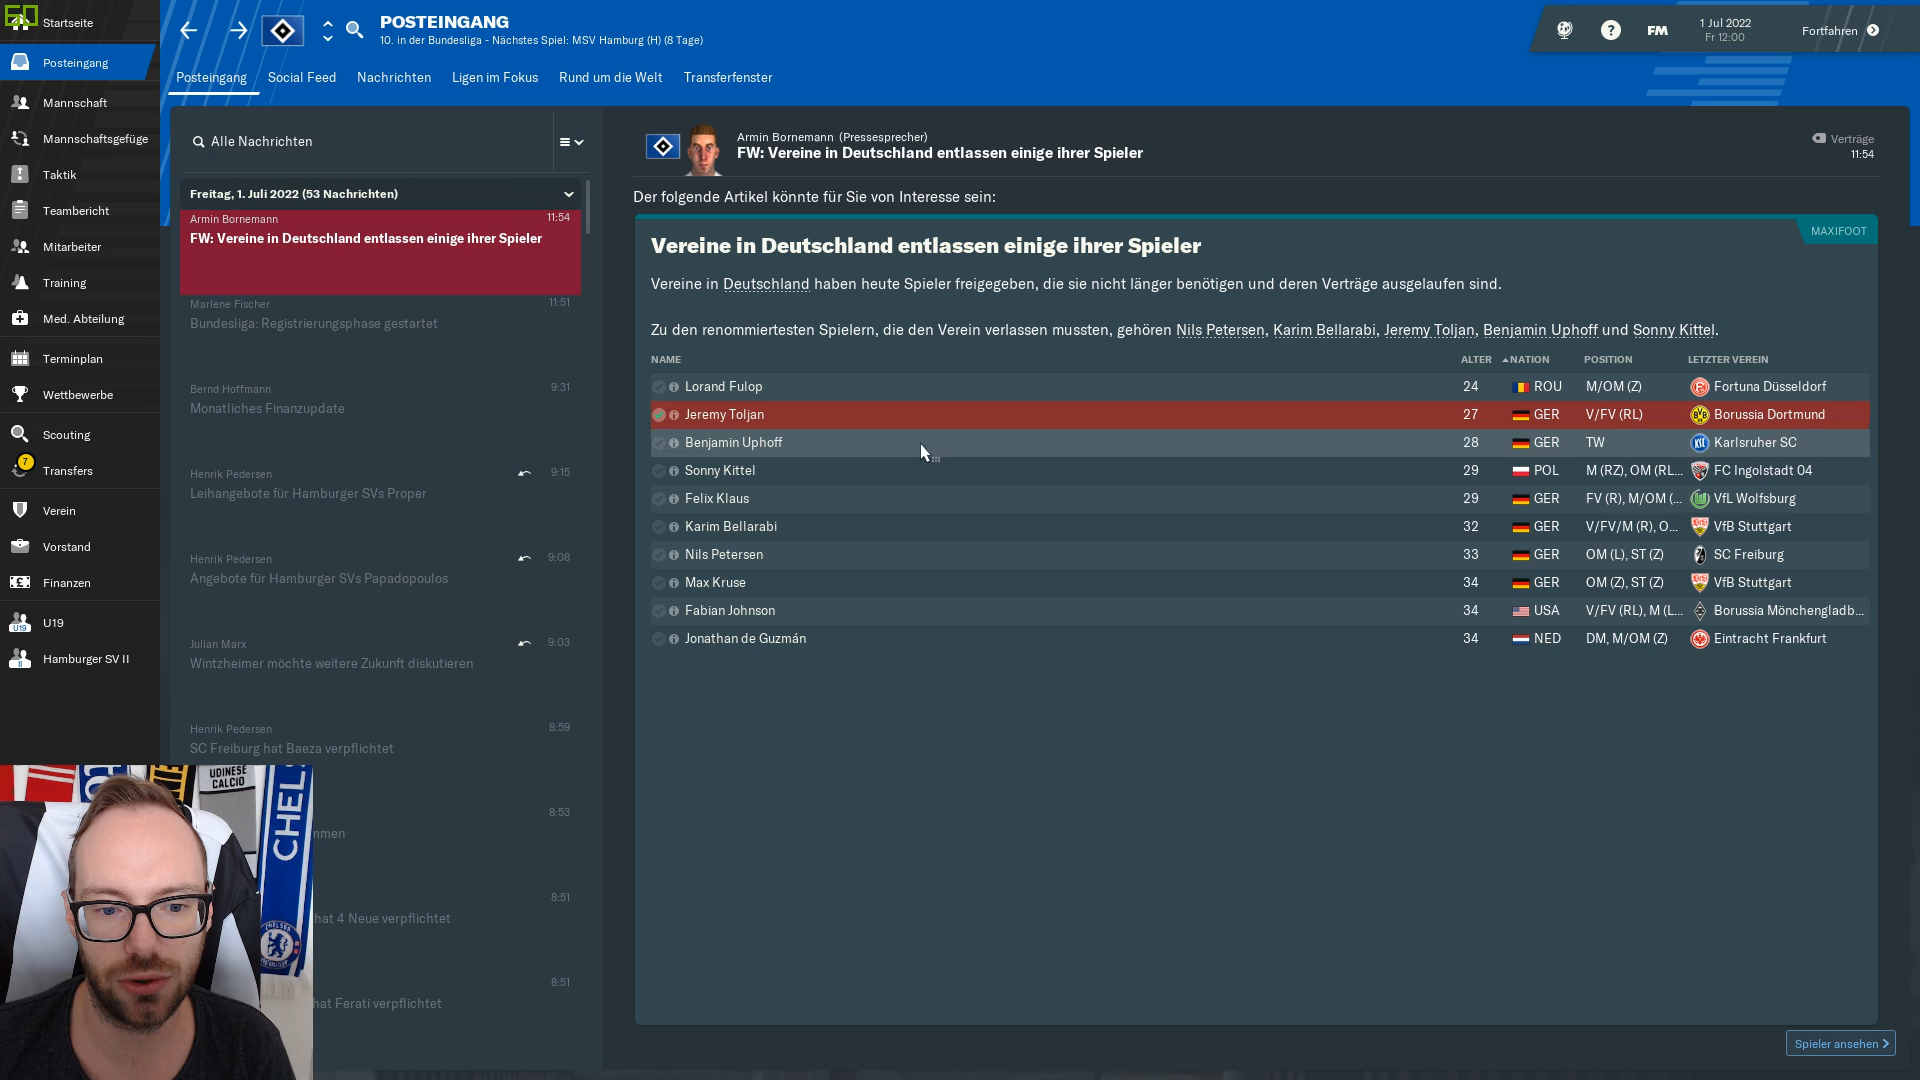 60
Startseite
Posteingang
Mannschaft
Mannschaftsgefüge
Taktik
Teambericht
Mitarbeiter
Training
Med. Abteilung
Terminplan
Wettbewerbe
Scouting
7
Transfers
Verein
Vorstand
Finanzen
U19
U19
II
Hamburger SV II
POSTEINGANG
10. in der Bundesliga - Nächstes Spiel: MSV Hamburg (H) (8 Tage)
? FM
1 Jul 2022
Fr 12:00
Fortfahren
Posteingang Social Feed Nachrichten Ligen im Fokus Rund um die Welt Transferfenster
Alle Nachrichten
Freitag, 1. Juli 2022 (53 Nachrichten)
Armin Bornemann 11:54
FW: Vereine in Deutschland entlassen einige ihrer Spieler
Marlene Fischer 11:51
Bundesliga: Registrierungsphase gestartet
Bernd Hoffmann 9:31
Monatliches Finanzupdate
Henrik Pedersen 9:15
Leihangebote für Hamburger SVs Proper
Henrik Pedersen 9:08
Angebote für Hamburger SVs Papadopoulos
Julian Marx 9:03
Wintzheimer möchte weitere Zukunft diskutieren
Henrik Pedersen 8:59
SC Freiburg hat Baeza verpflichtet
8:53
mmen
8:51
hat 4 Neue verpflichtet
8:51
hat Ferati verpflichtet
Armin Bornemann (Pressesprecher)
FW: Vereine in Deutschland entlassen einige ihrer Spieler
Verträge
11:54
Der folgende Artikel könnte für Sie von Interesse sein:
MAXIFOOT
Vereine in Deutschland entlassen einige ihrer Spieler
Vereine in Deutschland haben heute Spieler freigegeben, die sie nicht länger benötigen und deren Verträge ausgelaufen sind.
Zu den renommiertesten Spielern, die den Verein verlassen mussten, gehören Nils Petersen, Karim Bellarabi, Jeremy Toljan, Benjamin Uphoff und Sonny Kittel.
NAME ALTER NATION POSITION LETZTER VEREIN
Lorand Fulop 24 ROU M/OM (Z) Fortuna Düsseldorf
Jeremy Toljan 27 GER V/FV (RL) Borussia Dortmund
Benjamin Uphoff 28 GER TW Karlsruher SC
Sonny Kittel 29 POL M (RZ), OM (RL... FC Ingolstadt 04
Felix Klaus 29 GER FV (R), M/OM (... VfL Wolfsburg
Karim Bellarabi 32 GER V/FV/M (R), O... VfB Stuttgart
Nils Petersen 33 GER OM (L), ST (Z) SC Freiburg
Max Kruse 34 GER OM (Z), ST (Z) VfB Stuttgart
Fabian Johnson 34 USA V/FV (RL), M (L... Borussia Mönchengladb...
Jonathan de Guzmán 34 NED DM, M/OM (Z) Eintracht Frankfurt
Spieler ansehen
UDINESE
CALCIO
CHELS